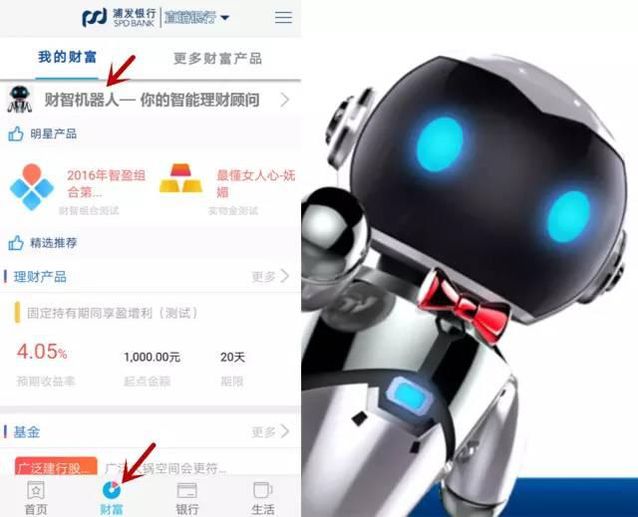 浦发银行
SPD BANK
直销银行
我的财富
更多财富产品
财智机器人— 你的智能理财顾问
明星产品
2016年智盈组
合第...
财智组合测试
最懂女人心-妩
媚
实物金测试
精选推荐
理财产品
更多
固定持有期同享盈增利（测试）
4.05%
1,000.00元
20天
预期收益率
起点金额
期限
基金
更多
广泛建行股...
锅空间会更符...
首页
财富
银行
生活